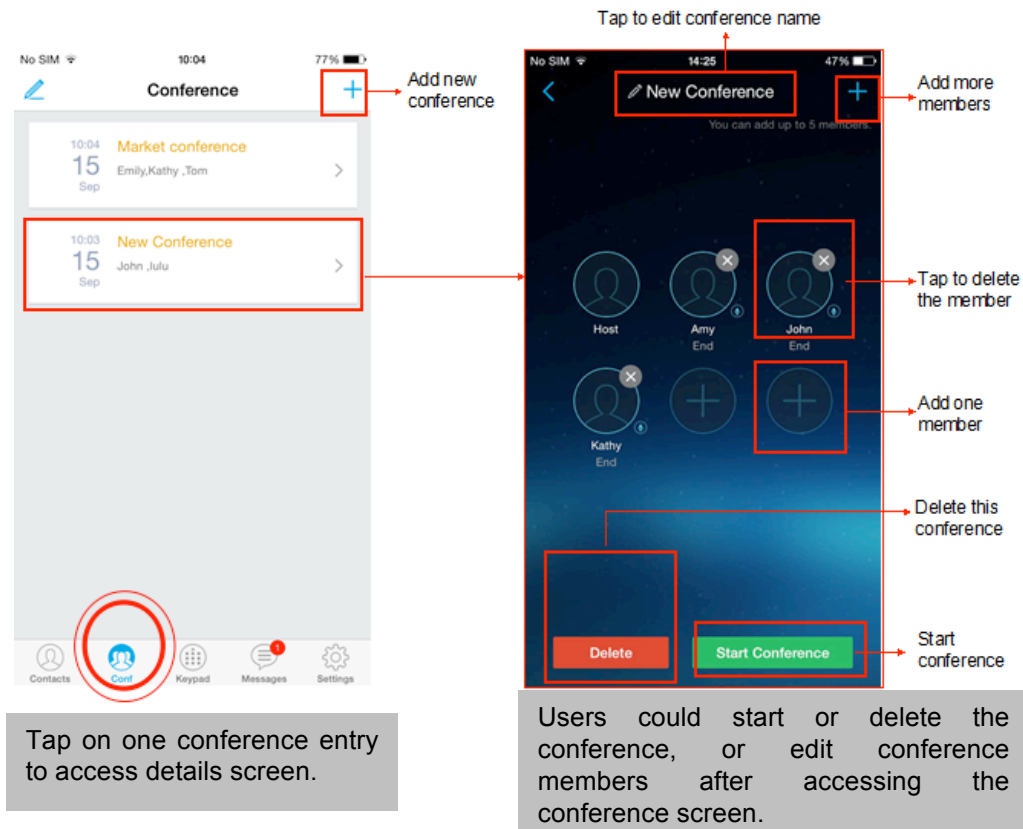 Tap to edit conference name
No SIM 10:04 77%
Conference
Add new
conference
10:04 Market conference
15 Emily,Kathy ,Tom
Sep
10:03 New Conference
15 John ,lulu
Sep
Contacts Conf Keypad Messages 1 Settings
Tap on one conference entry
to access details screen.
No SIM 14:25 47%
New Conference
Add more
members
You can add up to 5 members.
Tap to delete
the member
Host Amy John
End End
Add one
member
Kathy
End
Delete this
conference
Delete Start Conference
Start
conference
Users could start or delete the
conference, or edit conference
members after accessing the
conference screen.